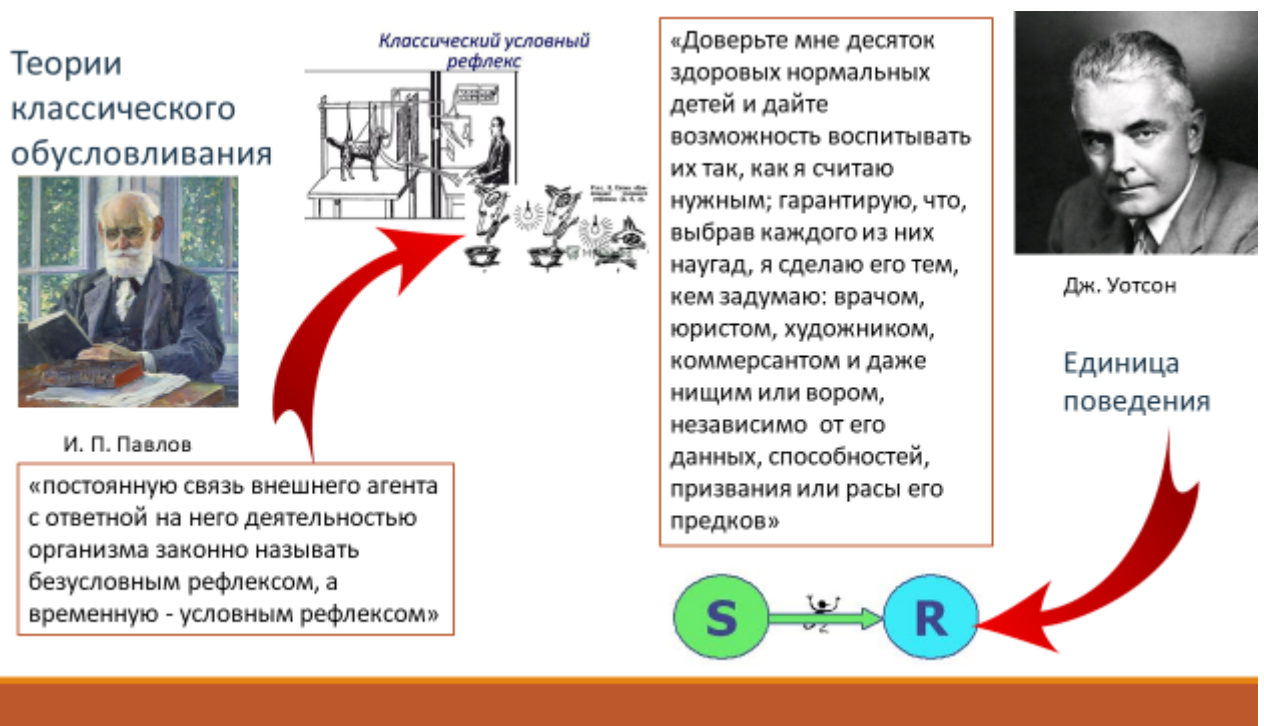 Теории
классического
обусловливания
Классический условный
рефлекс
И. П. Павлов
«постоянную связь внешнего агента
с ответной на него деятельностью
организма законно называть
безусловным рефлексом, а
временную - условным рефлексом»
«Доверьте мне десяток
здоровых нормальных
детей и дайте
возможность воспитывать
их так, как я считаю
нужным; гарантирую, что,
выбрав каждого из них
наугад, я сделаю его тем,
кем задумаю: врачом,
юристом, художником,
коммерсантом и даже
нищим или вором,
независимо от его
данных, способностей,
призвания или расы его
предков»
Дж. Уотсон
Единица
поведения
S
R